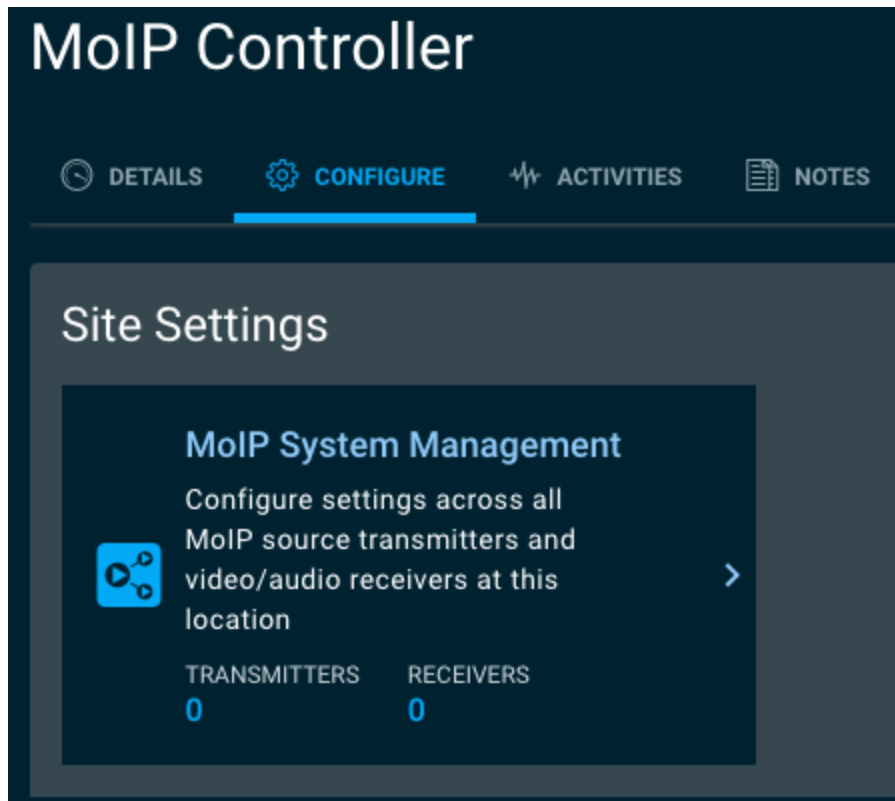 MoIP Controller
DETAILS CONFIGURE ACTIVITIES NOTES
Site Settings
MoIP System Management
Configure settings across all
MoIP source transmitters and
video/audio receivers at this
location
TRANSMITTERS RECEIVERS
0 0